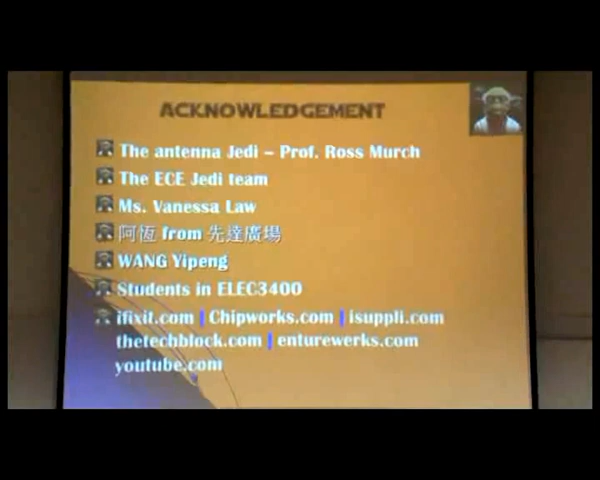 ACKNOWLEDGEMENT
The antenna Jedi – Prof. Ross Murch
The ECE Jedi team
Ms. Vanessa Law
阿恆 from 先達廣場
WANG Yipeng
Students in ELEC3400
ifixit.com | Chipworks.com | isuppli.com
thetechblock.com | enturewerks.com
youtube.com